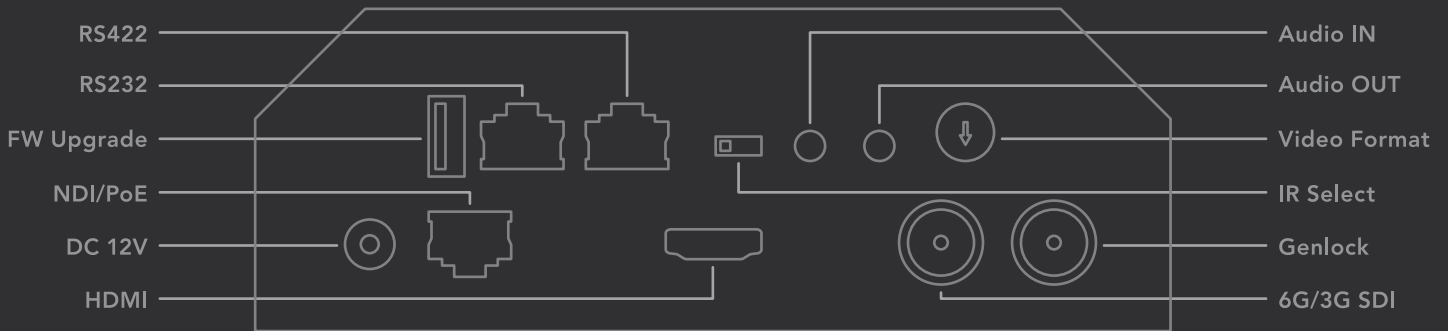 RS422
RS232
FW Upgrade
NDI/PoE
DC 12V
HDMI
Audio IN
Audio OUT
Video Format
IR Select
Genlock
6G/3G SDI